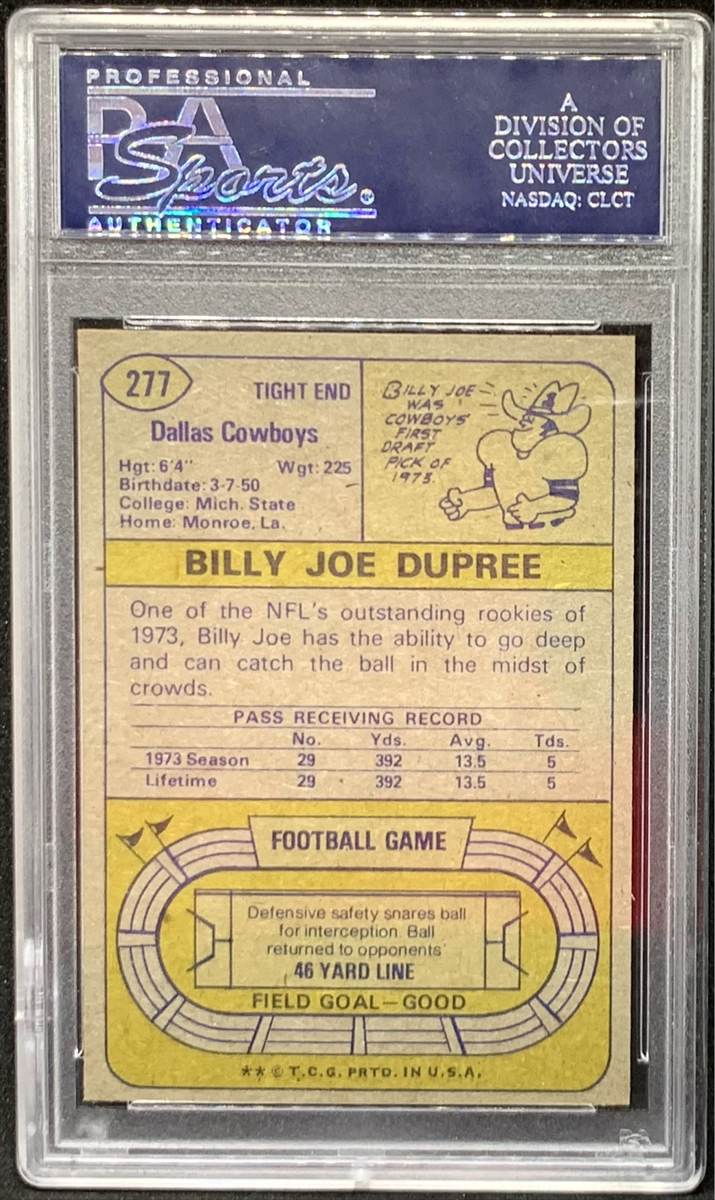 PROFESSIONAL
PSA
Sports®
AUTHENTICATOR
A
DIVISION OF
COLLECTORS
UNIVERSE
NASDAQ: CLCT
277
TIGHT END
Dallas Cowboys
Hgt: 6'4" Wgt: 225
Birthdate: 3-7-50
College: Mich. State
Home: Monroe, La.
BILLY JOE
WAS
COWBOYS'
FIRST
DRAFT
PICK OF
1973.
BILLY JOE DUPREE
One of the NFL's outstanding rookies of
1973, Billy Joe has the ability to go deep
and can catch the ball in the midst of
crowds.
PASS RECEIVING RECORD
No. Yds. Avg. Tds.
1973 Season 29 392 13.5 5
Lifetime 29 392 13.5 5
FOOTBALL GAME
Defensive safety snares ball
for interception. Ball
returned to opponents'
46 YARD LINE
FIELD GOAL—GOOD
** © T.C.G. PRTD. IN U.S.A.
PSA